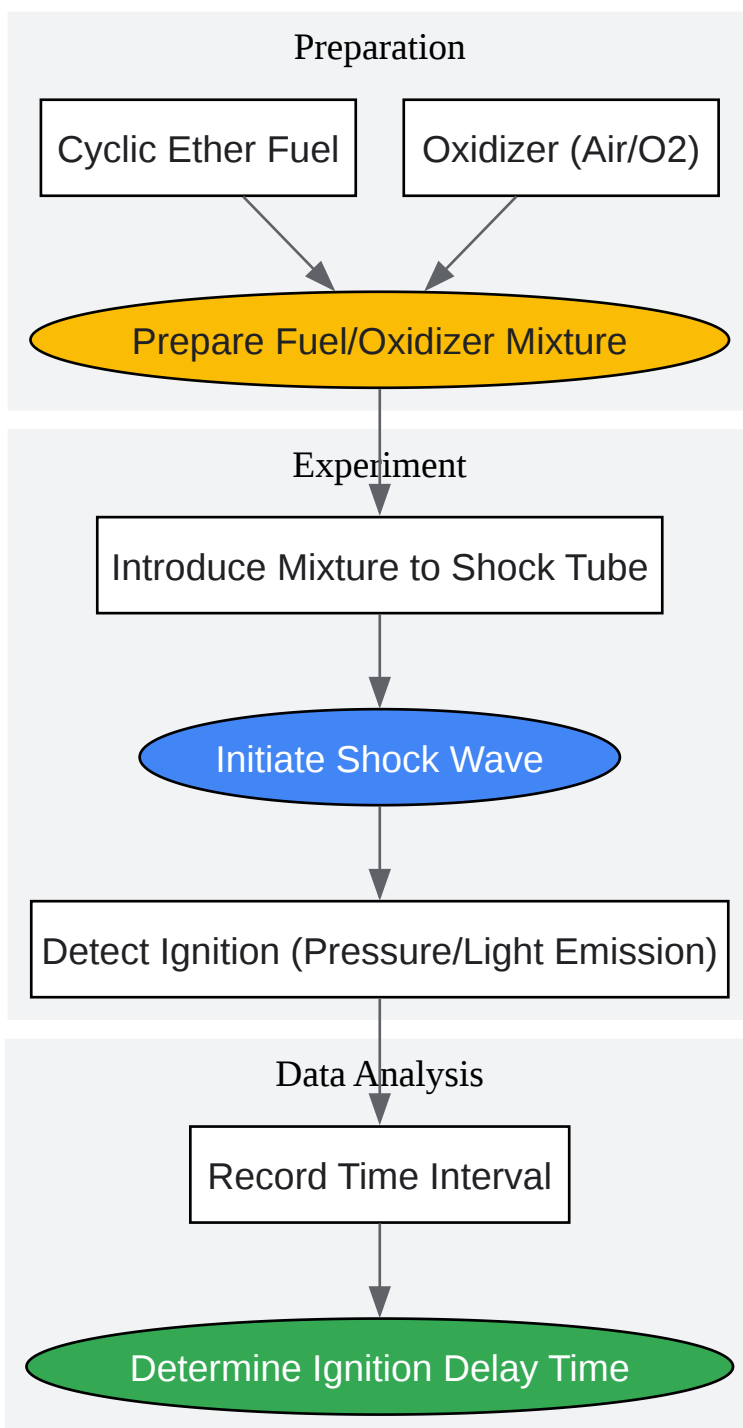 Preparation
Cyclic Ether Fuel
Oxidizer (Air/O2)
Prepare Fuel/Oxidizer Mixture
Experiment
Introduce Mixture to Shock Tube
Initiate Shock Wave
Detect Ignition (Pressure/Light Emission)
Data Analysis
Record Time Interval
Determine Ignition Delay Time